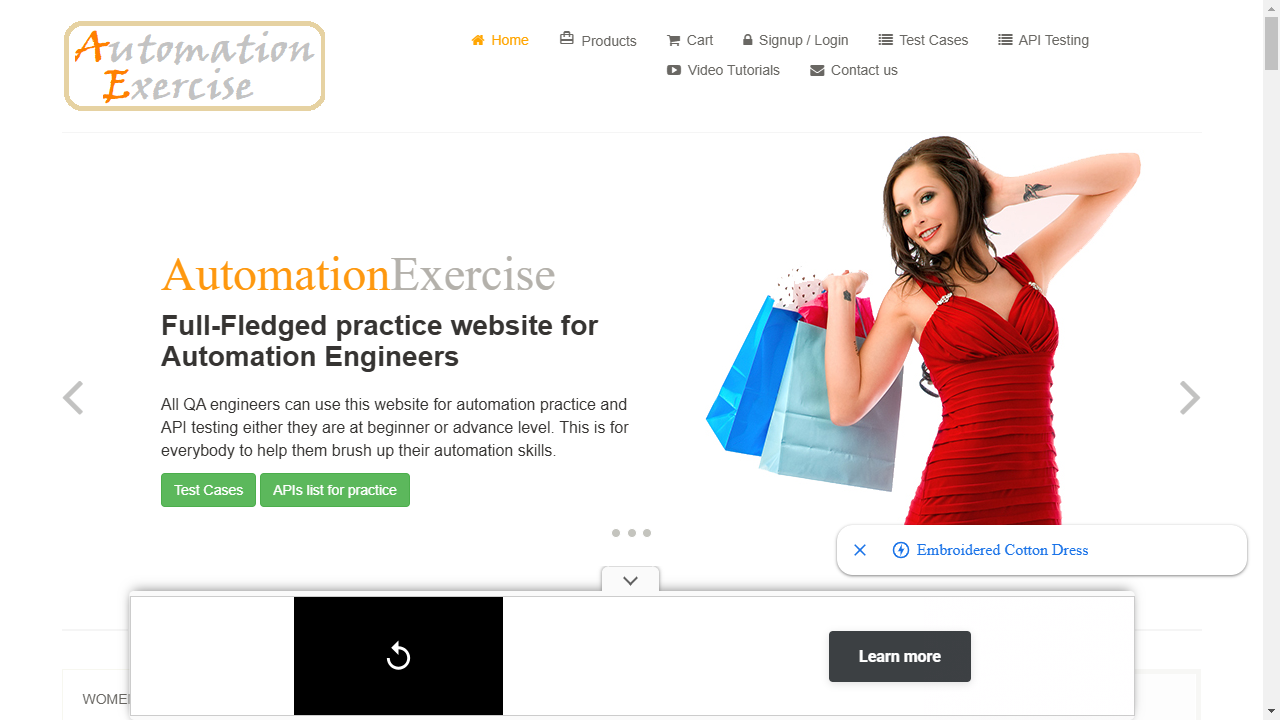 Automation
Exercise
Home
Products
Cart
Signup / Login
Test Cases
API Testing
Video Tutorials
Contact us
AutomationExercise
Full-Fledged practice website for
Automation Engineers
All QA engineers can use this website for automation practice and
API testing either they are at beginner or advance level. This is for
everybody to help them brush up their automation skills.
Test Cases
APIs list for practice
Embroidered Cotton Dress
Learn more